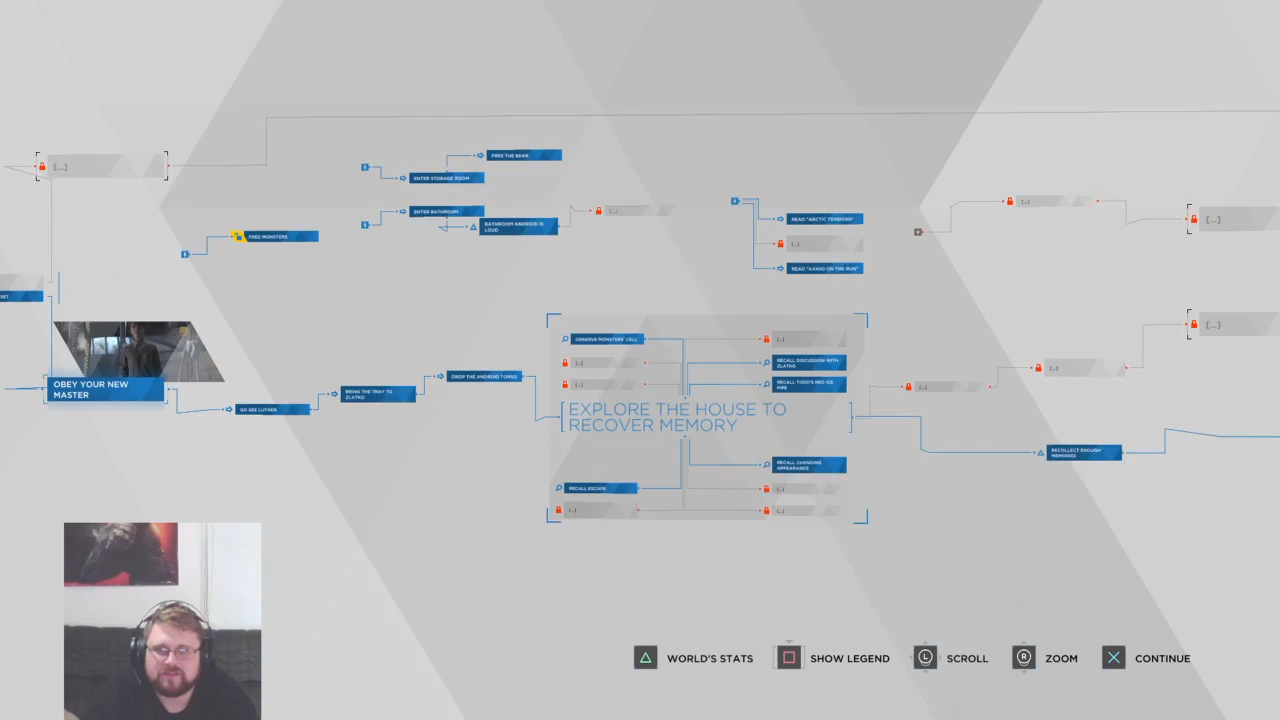 FREE THE BEAR
[...]
ENTER STORAGE ROOM
[...]
ENTER BATHROOM
[...]
READ "ARCTIC TENSIONS"
[...]
BATHROOM ANDROID IS
LOUD
FREE MONSTERS
[...]
READ "AX400 ON THE RUN"
[...]
OBSERVE MONSTERS' CELL
[...]
[...]
RECALL DISCUSSION WITH
ZLATKO
[...]
[...]
RECALL TODD'S RED ICE
PIPE
[...]
DROP THE ANDROID TORSO
OBEY YOUR NEW
MASTER
BRING THE TRAY TO
ZLATKO
GO SEE LUTHER
EXPLORE THE HOUSE TO
RECOVER MEMORY
RECOLLECT ENOUGH
MEMORIES
RECALL CHANGING
APPEARANCE
RECALL ESCAPE
[...]
[...]
[...]
WORLD'S STATS
SHOW LEGEND
L
SCROLL
R
ZOOM
CONTINUE